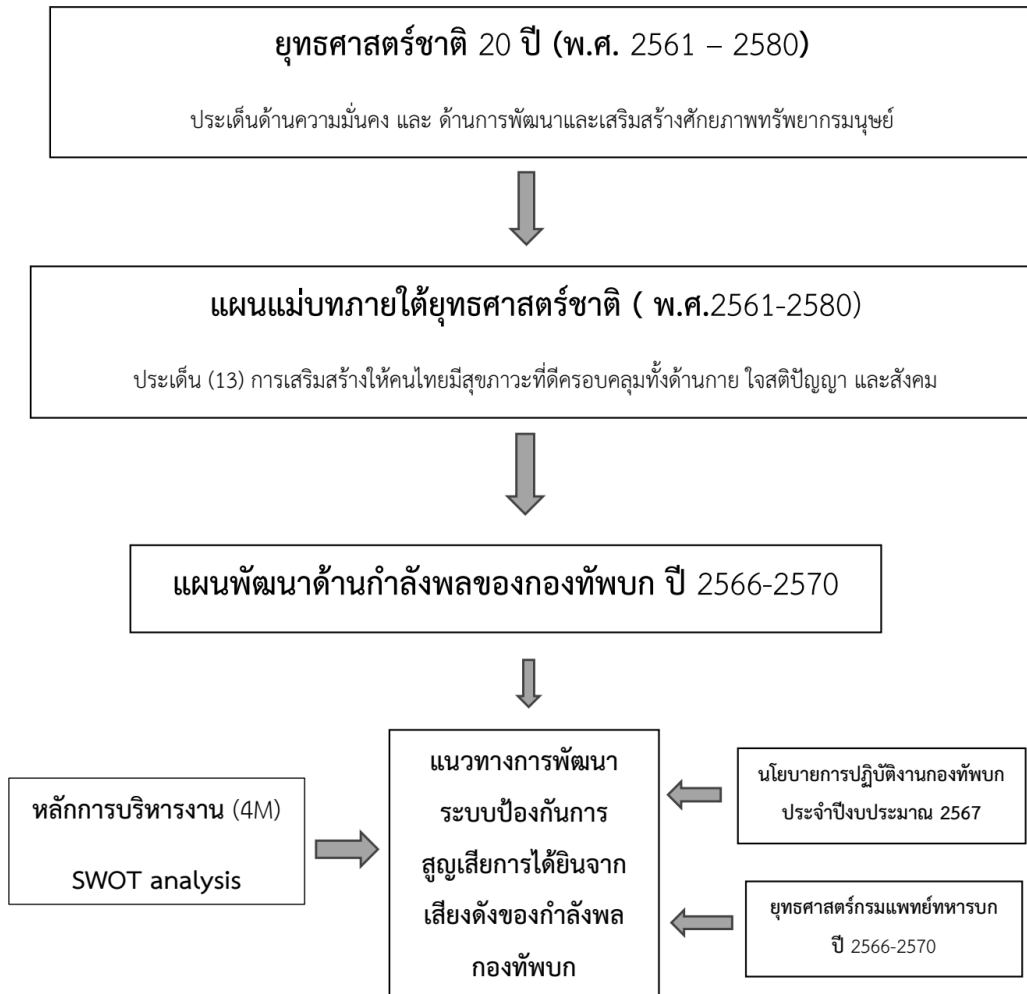 ยุทธศาสตร์ชาติ 20 ปี (พ.ศ. 2561 – 2580)
ประเด็นด้านความมั่นคง และ ด้านการพัฒนาและเสริมสร้างศักยภาพทรัพยากรมนุษย์
แผนแม่บทภายใต้ยุทธศาสตร์ชาติ ( พ.ศ.2561-2580)
ประเด็น (13) การเสริมสร้างให้คนไทยมีสุขภาวะที่ดีครอบคลุมทั้งด้านกาย ใจสติปัญญา และสังคม
แผนพัฒนาด้านกำลังพลของกองทัพบก ปี 2566-2570
หลักการบริหารงาน (4M)
SWOT analysis
แนวทางการพัฒนา
ระบบป้องกันการ
สูญเสียการได้ยินจาก
เสียงดังของกำลังพล
กองทัพบก
นโยบายการปฏิบัติงานกองทัพบก
ประจำปีงบประมาณ 2567
ยุทธศาสตร์กรมแพทย์ทหารบก
ปี 2566-2570